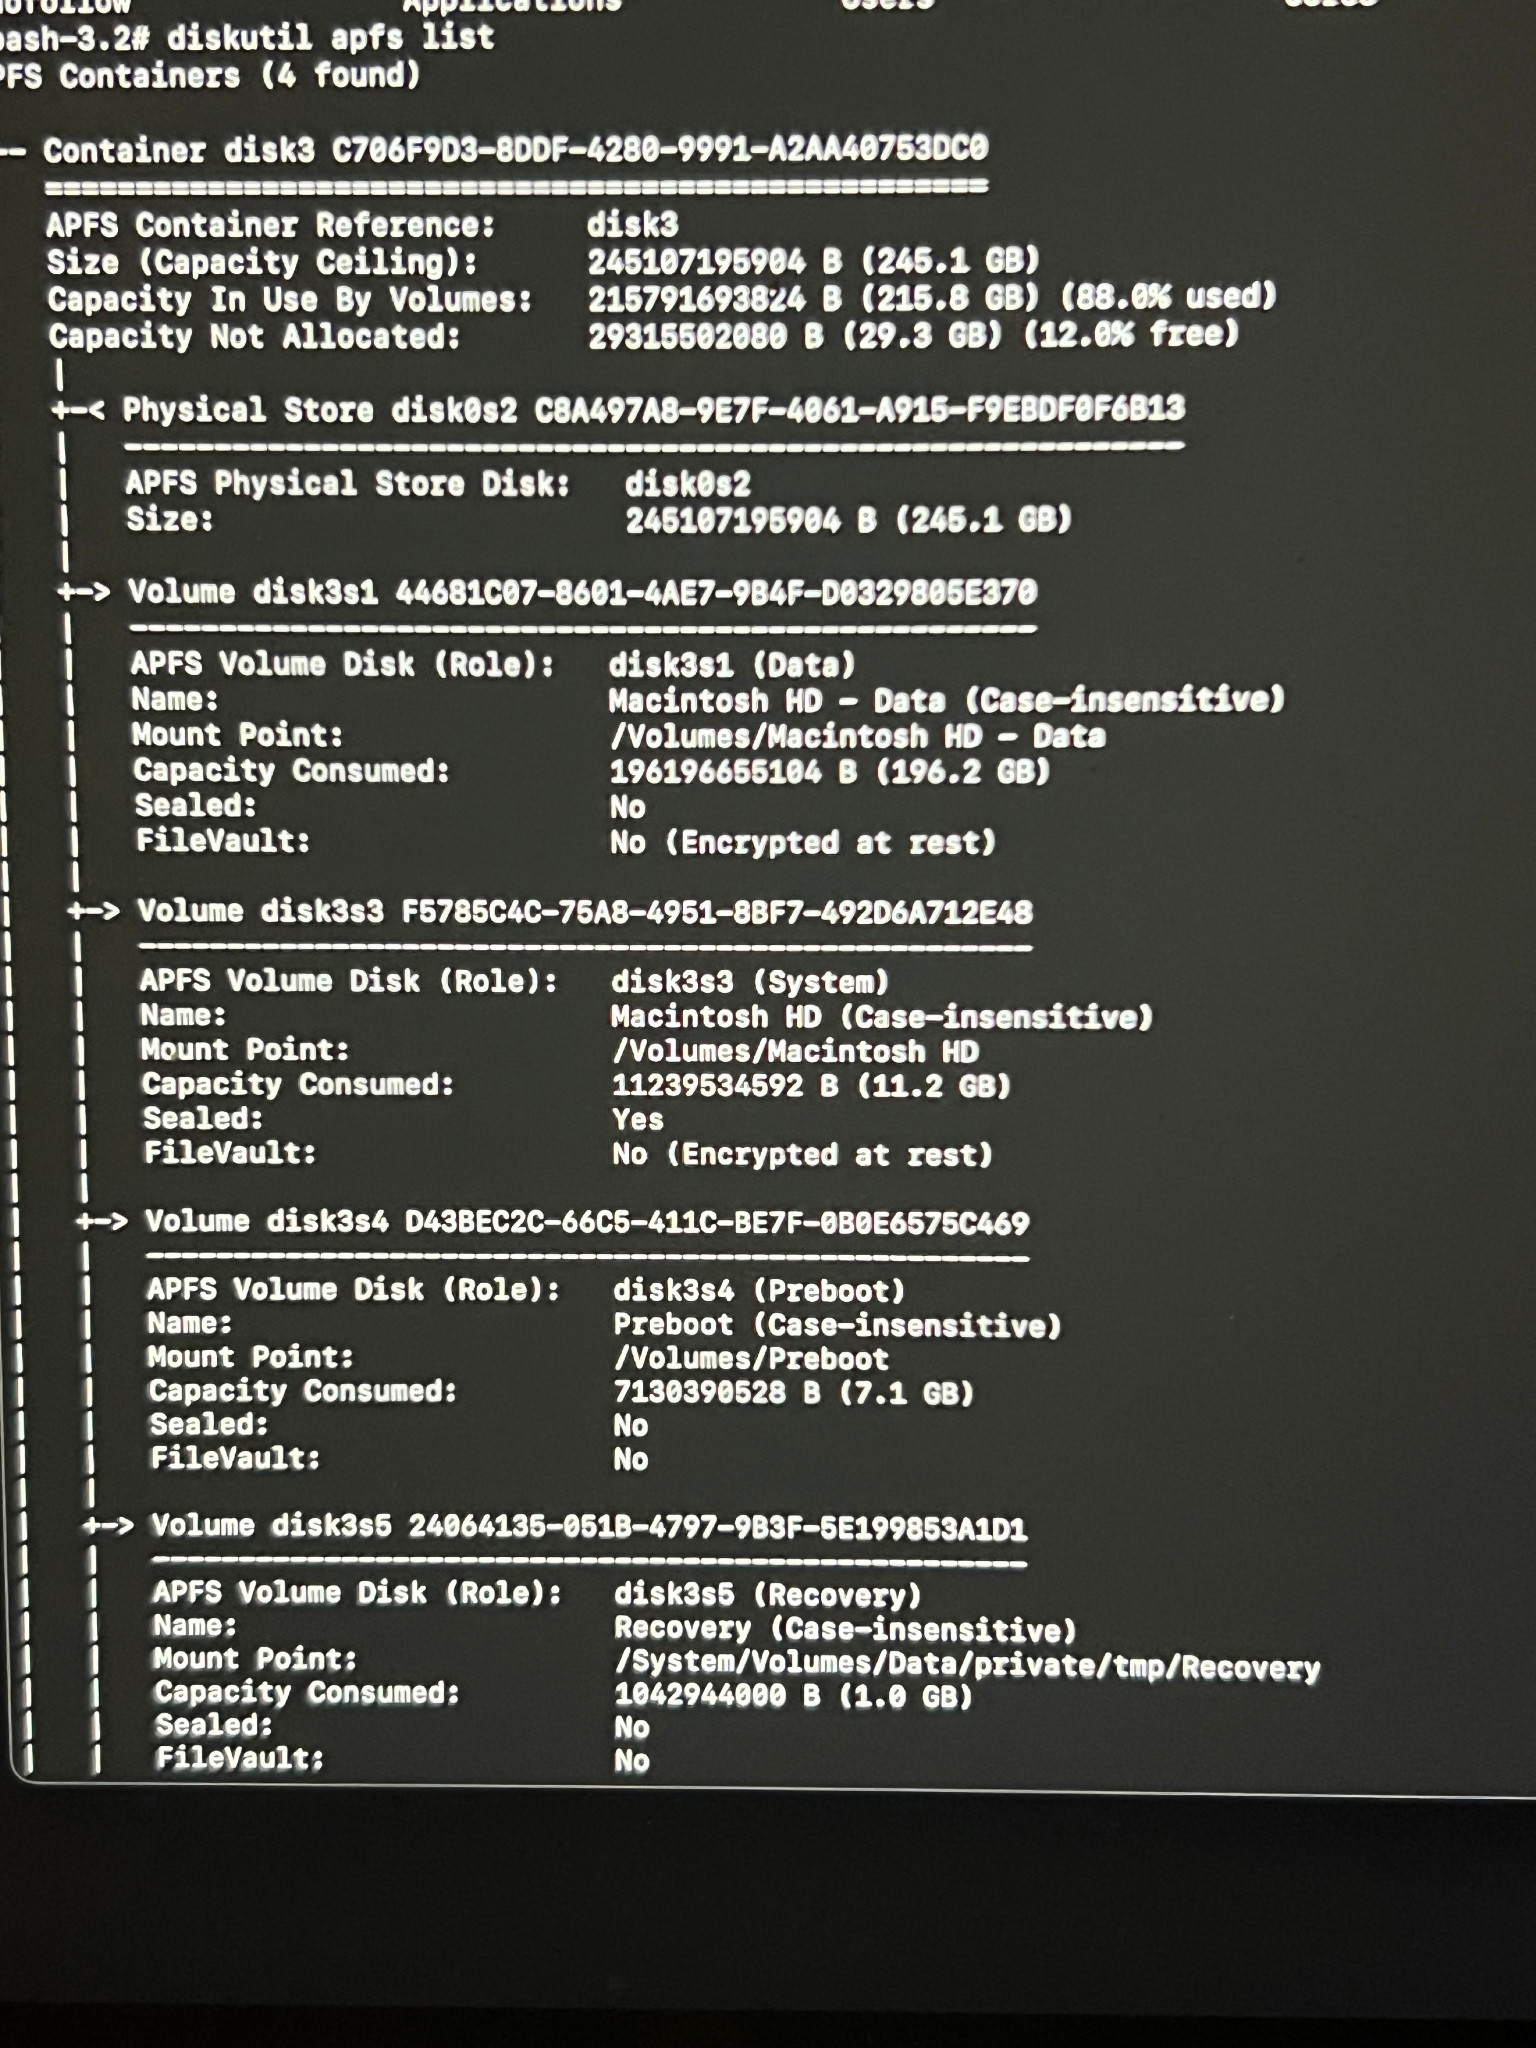 Applications Users
bash-3.2# diskutil apfs list
PFS Containers (4 found)
-- Container disk3 C706F9D3-8DDF-4280-9991-A2AA40753DC0
====================================================
APFS Container Reference: disk3
Size (Capacity Ceiling): 245107195904 B (245.1 GB)
Capacity In Use By Volumes: 215791693824 B (215.8 GB) (88.0% used)
Capacity Not Allocated: 29315502080 B (29.3 GB) (12.0% free)
|
+-< Physical Store disk0s2 C8A497A8-9E7F-4061-A915-F9EBDF0F6B13
| -----------------------------------------------------------
| APFS Physical Store Disk: disk0s2
| Size: 245107195904 B (245.1 GB)
|
+-> Volume disk3s1 44681C07-8601-4AE7-9B4F-D0329805E370
| ---------------------------------------------------
| APFS Volume Disk (Role): disk3s1 (Data)
| Name: Macintosh HD - Data (Case-insensitive)
| Mount Point: /Volumes/Macintosh HD - Data
| Capacity Consumed: 196196655104 B (196.2 GB)
| Sealed: No
| FileVault: No (Encrypted at rest)
|
+-> Volume disk3s3 F5785C4C-75A8-4951-8BF7-492D6A712E48
| ---------------------------------------------------
| APFS Volume Disk (Role): disk3s3 (System)
| Name: Macintosh HD (Case-insensitive)
| Mount Point: /Volumes/Macintosh HD
| Capacity Consumed: 11239534592 B (11.2 GB)
| Sealed: Yes
| FileVault: No (Encrypted at rest)
|
+-> Volume disk3s4 D43BEC2C-66C5-411C-BE7F-0B0E6575C469
| ---------------------------------------------------
| APFS Volume Disk (Role): disk3s4 (Preboot)
| Name: Preboot (Case-insensitive)
| Mount Point: /Volumes/Preboot
| Capacity Consumed: 7130390528 B (7.1 GB)
| Sealed: No
| FileVault: No
|
+-> Volume disk3s5 24064135-051B-4797-9B3F-5E199853A1D1
| ---------------------------------------------------
| APFS Volume Disk (Role): disk3s5 (Recovery)
| Name: Recovery (Case-insensitive)
| Mount Point: /System/Volumes/Data/private/tmp/Recovery
| Capacity Consumed: 1042944000 B (1.0 GB)
| Sealed: No
| FileVault: No